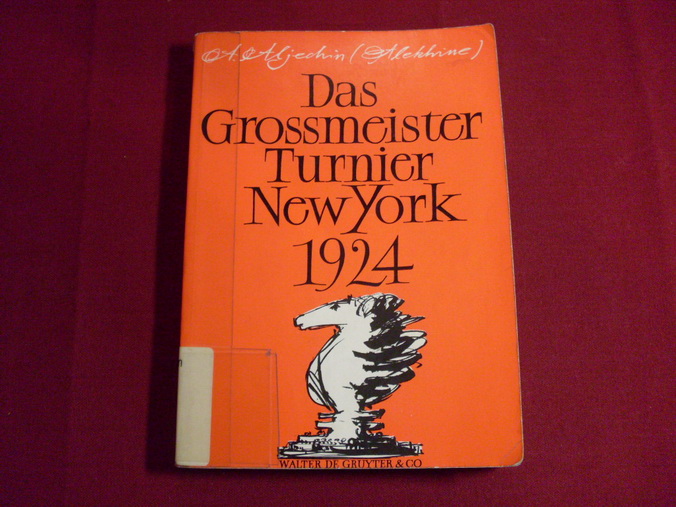 A. Aljechin (Alekhine)
Das
Grossmeister
Turnier
New York
1924
WALTER DE GRUYTER & CO